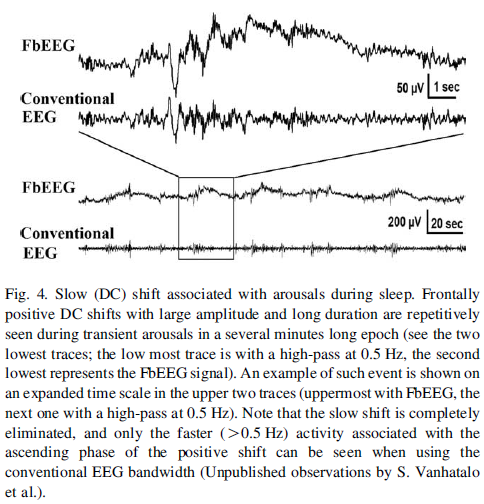 FbEEG
50 µV 1 sec
Conventional
EEG
FbEEG
200 µV 20 sec
Conventional
EEG
Fig. 4. Slow (DC) shift associated with arousals during sleep. Frontally
positive DC shifts with large amplitude and long duration are repetitively
seen during transient arousals in a several minutes long epoch (see the two
lowest traces; the low most trace is with a high-pass at 0.5 Hz, the second
lowest represents the FbEEG signal). An example of such event is shown on
an expanded time scale in the upper two traces (uppermost with FbEEG, the
next one with a high-pass at 0.5 Hz). Note that the slow shift is completely
eliminated, and only the faster (>0.5 Hz) activity associated with the
ascending phase of the positive shift can be seen when using the
conventional EEG bandwidth (Unpublished observations by S. Vanhatalo
et al.).